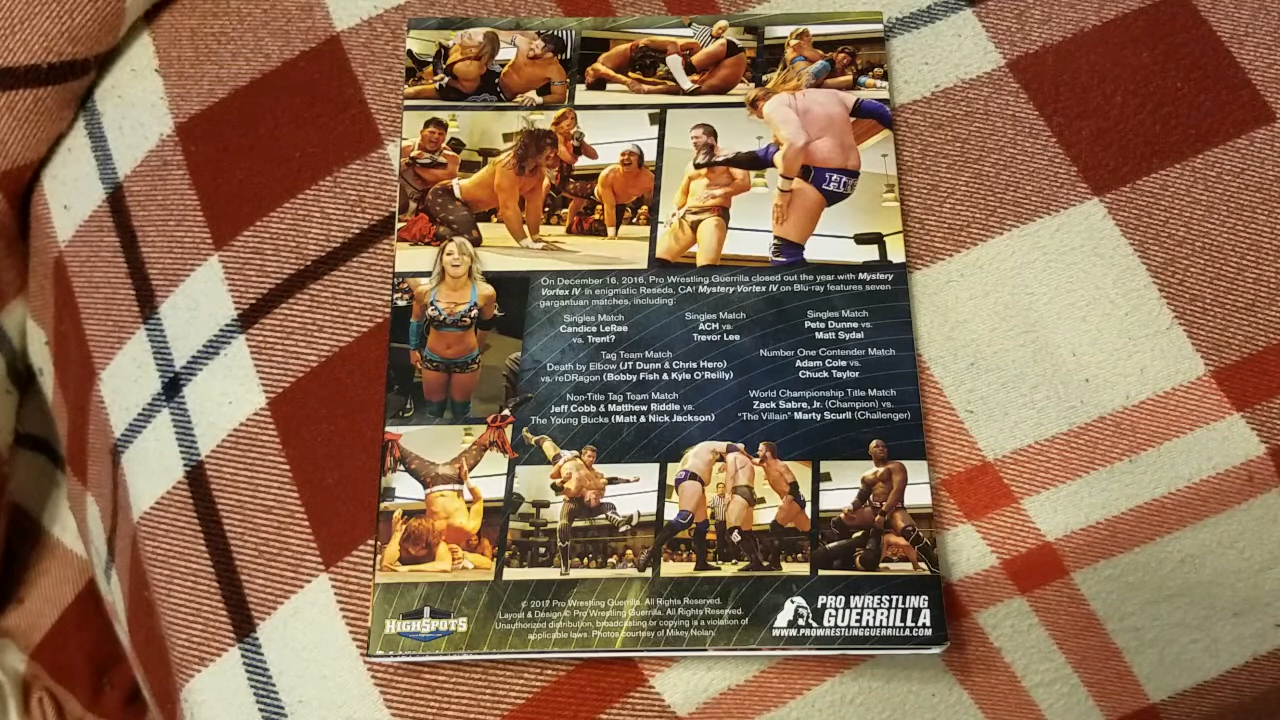 On December 16, 2016, Pro Wrestling Guerrilla closed out the year with Mystery
Vortex IV in enigmatic Reseda, CA! Mystery Vortex IV on Blu-ray features seven
gargantuan matches, including:
Singles Match
Candice LeRae
vs. Trent?
Singles Match
ACH vs.
Trevor Lee
Singles Match
Pete Dunne vs.
Matt Sydal
Tag Team Match
Death by Elbow (JT Dunn & Chris Hero)
vs. reDRagon (Bobby Fish & Kyle O'Reilly)
Number One Contender Match
Adam Cole vs.
Chuck Taylor
Non-Title Tag Team Match
Jeff Cobb & Matthew Riddle vs.
The Young Bucks (Matt & Nick Jackson)
World Championship Title Match
Zack Sabre, Jr. (Champion) vs.
"The Villain" Marty Scurll (Challenger)
HIGHSPOTS
© 2017 Pro Wrestling Guerrilla. All Rights Reserved.
Layout & Design © Pro Wrestling Guerrilla. All Rights Reserved.
Unauthorized distribution, broadcasting or copying is a violation of
applicable laws. Photos courtesy of Mikey Nolan.
PRO WRESTLING
GUERRILLA
WWW.PROWRESTLINGGUERRILLA.COM